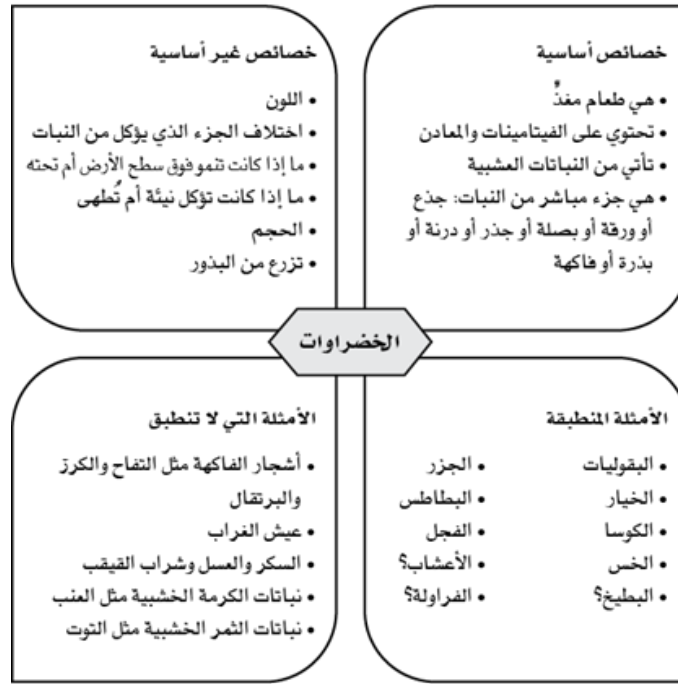 خصائص أساسية
• هي طعام مغذٍّ
• تحتوي على الفيتامينات والمعادن
• تأتي من النباتات العشبية
• هي جزء مباشر من النبات: جذع
أو ورقة أو بصلة أو جذر أو درنة أو
بذرة أو فاكهة
خصائص غير أساسية
• اللون
• اختلاف الجزء الذي يؤكل من النبات
• ما إذا كانت تنمو فوق سطح الأرض أم تحته
• ما إذا كانت تؤكل نيئة أم تُطهى
• الحجم
• تزرع من البذور
الخضراوات
الأمثلة المنطبقة
• البقوليات
• الخيار
• الكوسا
• الخس
• البطيخ؟
• الجزر
• البطاطس
• الفجل
• الأعشاب؟
• الفراولة؟
الأمثلة التي لا تنطبق
• أشجار الفاكهة مثل التفاح والكرز
والبرتقال
• عيش الغراب
• السكر والعسل وشراب القيقب
• نباتات الكرمة الخشبية مثل العنب
• نباتات الثمر الخشبية مثل التوت